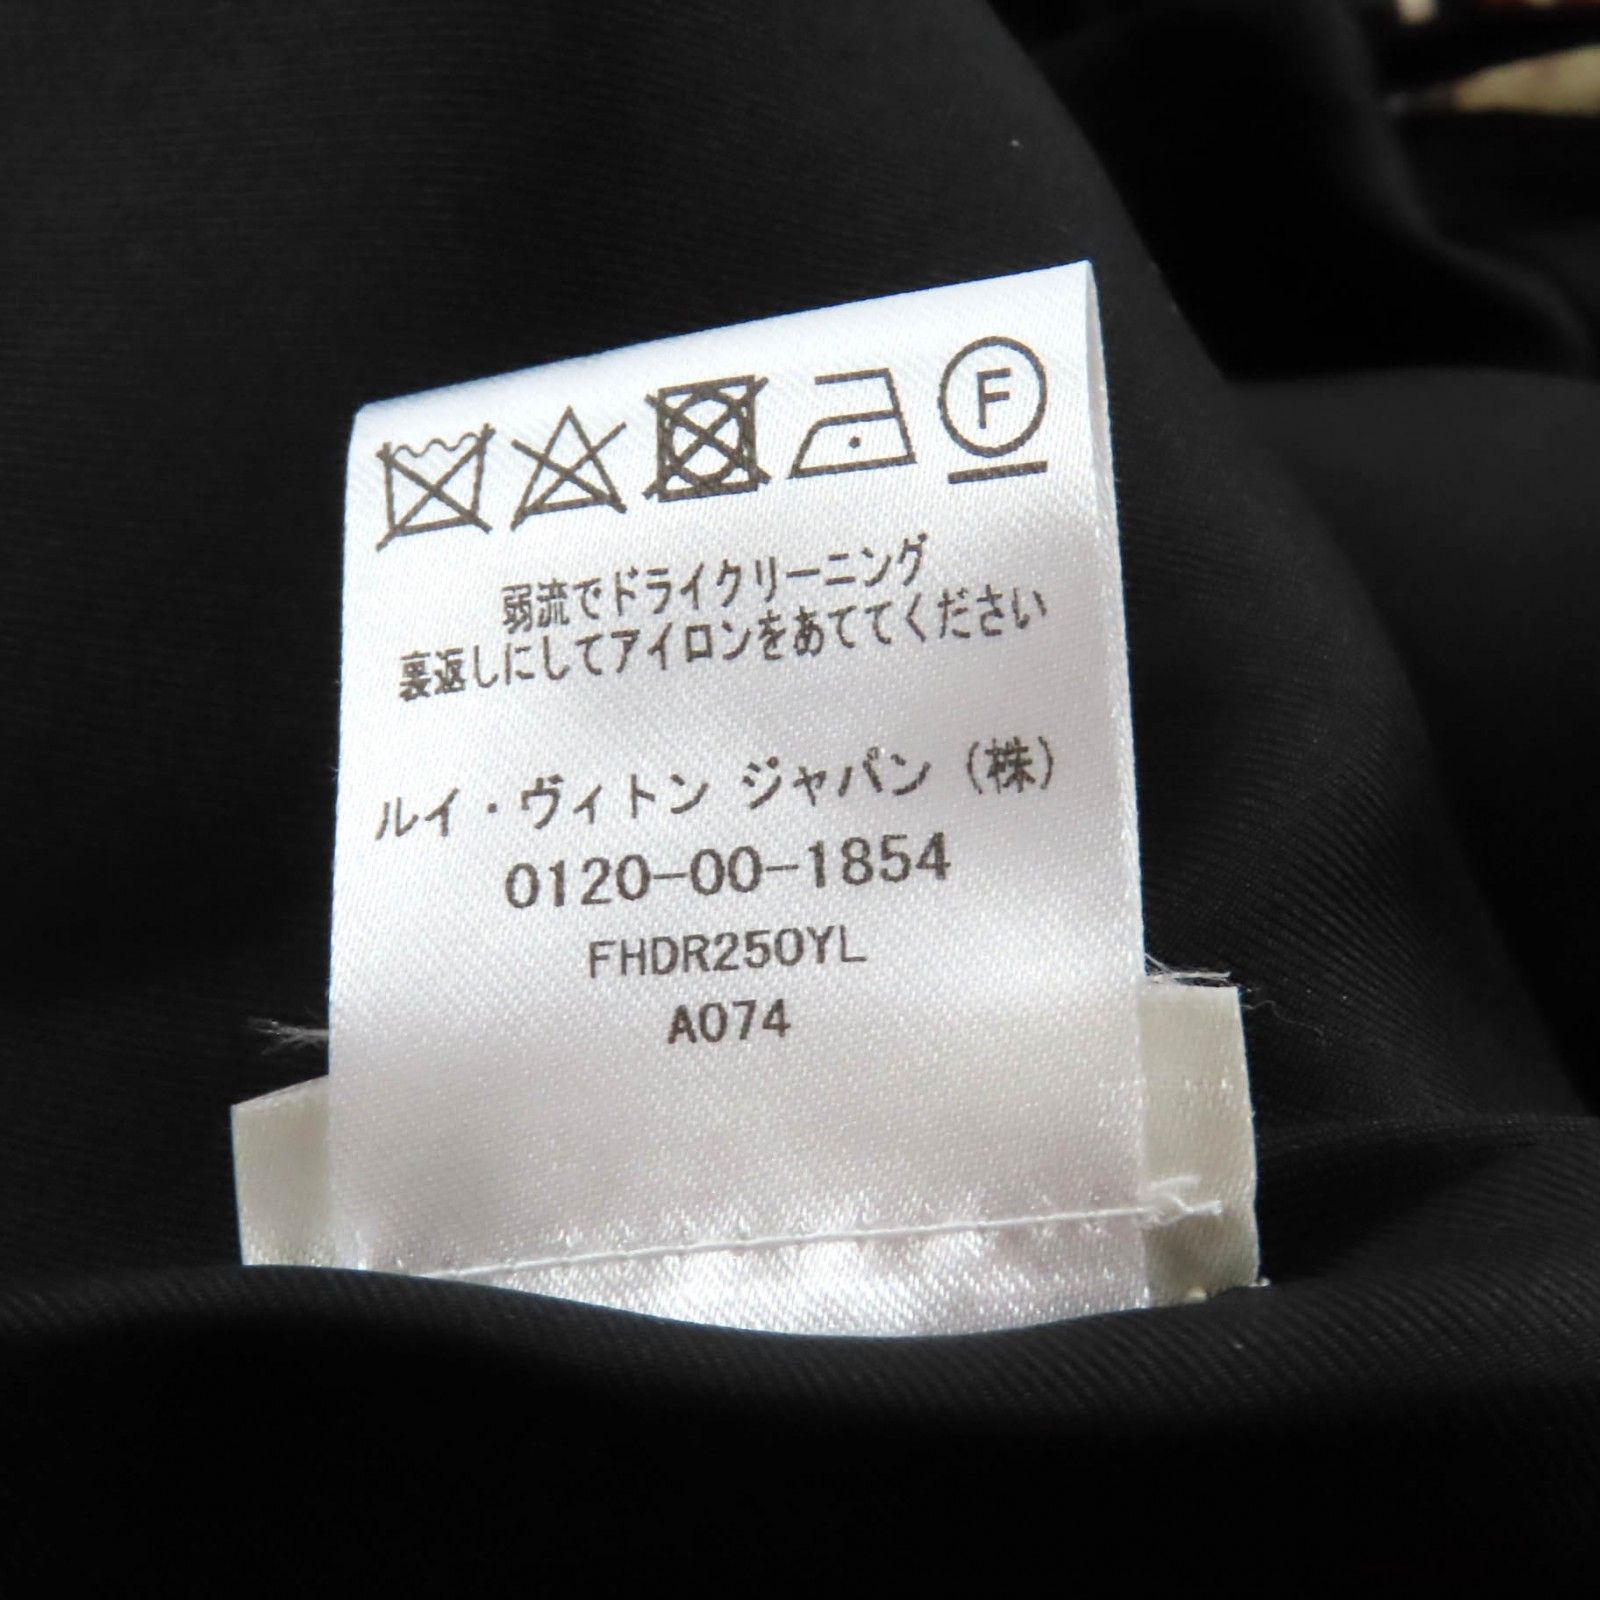 F
弱流でドライクリーニング
裏返しにしてアイロンをあててください
ルイ・ヴィトン ジャパン（株）
0120-00-1854
FHDR250YL
A074